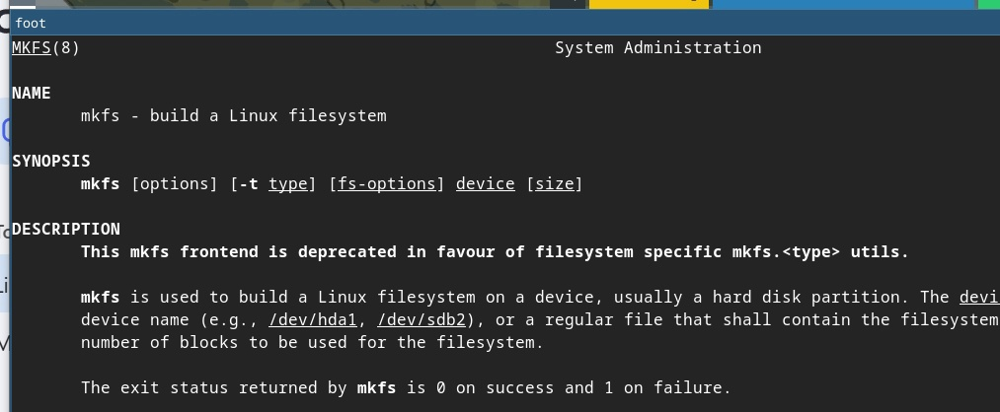 foot
MKFS(8) System Administration
NAME
mkfs - build a Linux filesystem
SYNOPSIS
mkfs [options] [-t type] [fs-options] device [size]
DESCRIPTION
This mkfs frontend is deprecated in favour of filesystem specific mkfs.<type> utils.
mkfs is used to build a Linux filesystem on a device, usually a hard disk partition. The devi
device name (e.g., /dev/hda1, /dev/sdb2), or a regular file that shall contain the filesystem
number of blocks to be used for the filesystem.
The exit status returned by mkfs is 0 on success and 1 on failure.